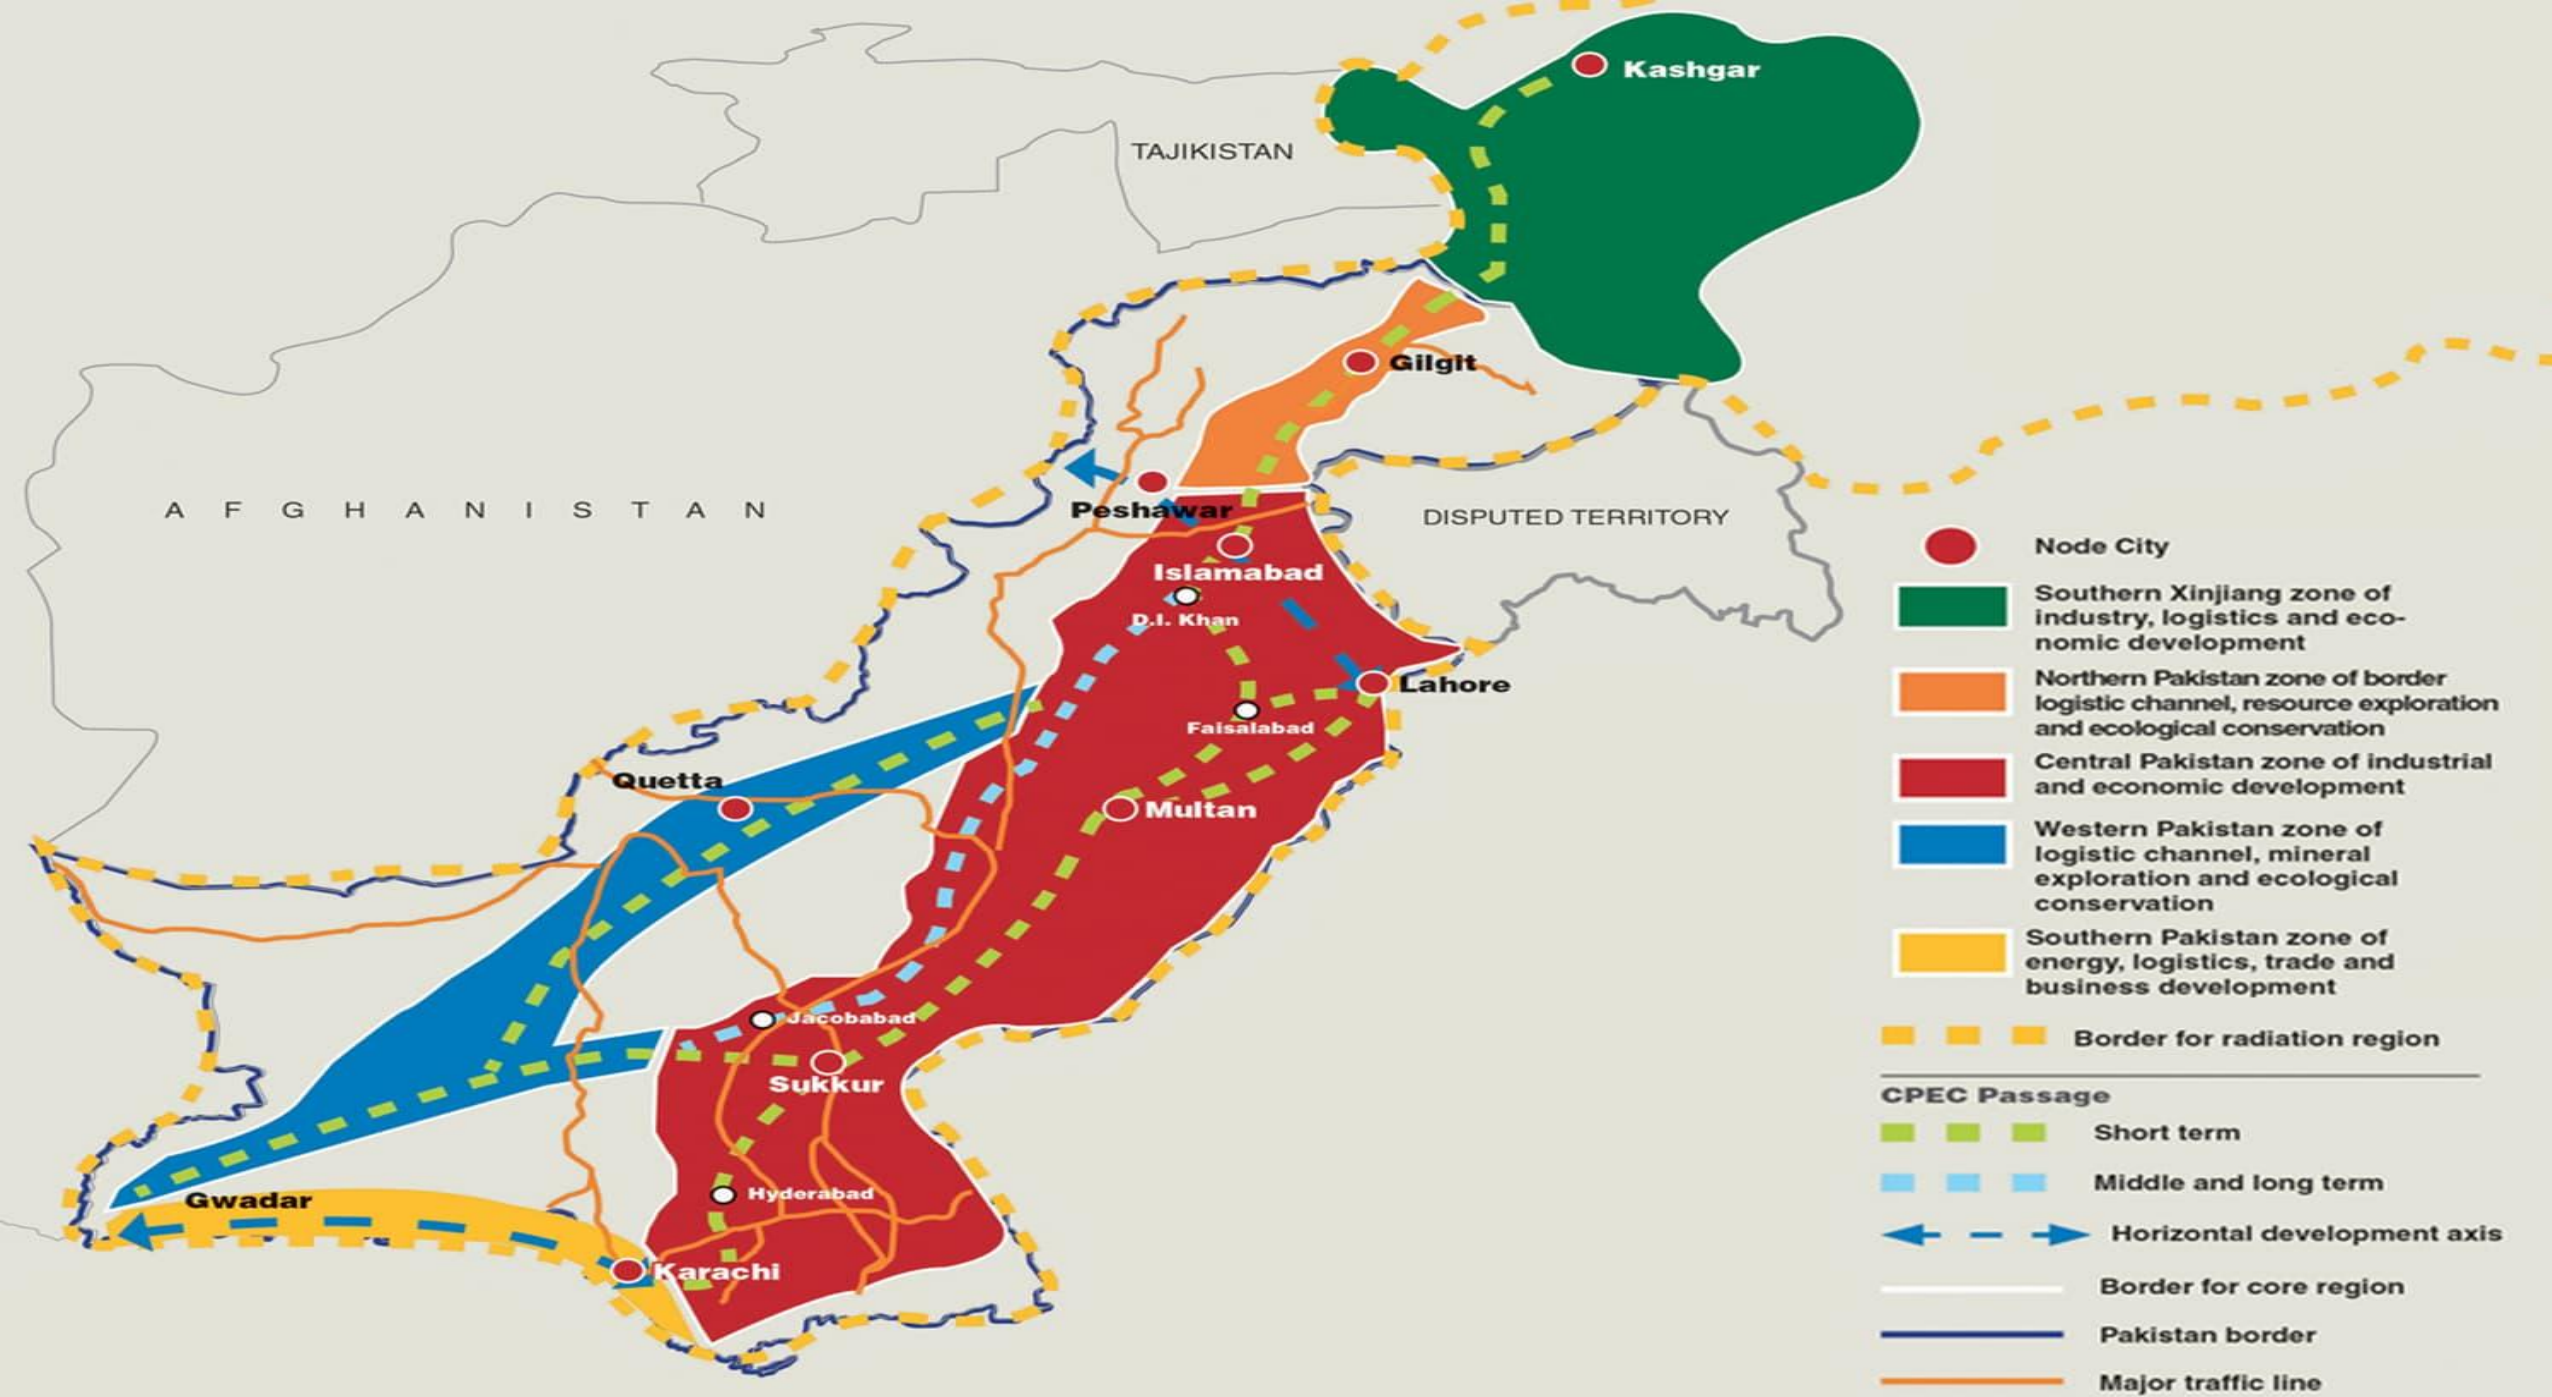 Kashgar
TAJIKISTAN
Gilgit
AFGHANISTAN
Peshawar
DISPUTED TERRITORY
Islamabad
D.I. Khan
Lahore
Faisalabad
Quetta
Multan
Jacobabad
Sukkur
Hyderabad
Gwadar
Karachi
Node City
Southern Xinjiang zone of
industry, logistics and eco-
nomic development
Northern Pakistan zone of border
logistic channel, resource exploration
and ecological conservation
Central Pakistan zone of industrial
and economic development
Western Pakistan zone of
logistic channel, mineral
exploration and ecological
conservation
Southern Pakistan zone of
energy, logistics, trade and
business development
Border for radiation region
CPEC Passage
Short term
Middle and long term
Horizontal development axis
Border for core region
Pakistan border
Major traffic line